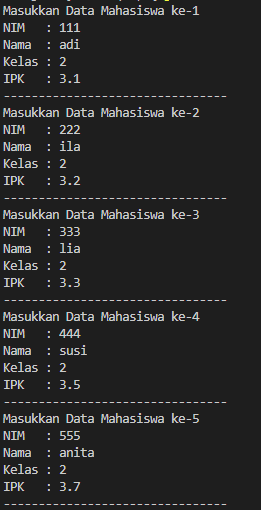 Masukkan Data Mahasiswa ke-1
NIM   : 111
Nama  : adi
Kelas : 2
IPK   : 3.1
--------------------------------
Masukkan Data Mahasiswa ke-2
NIM   : 222
Nama  : ila
Kelas : 2
IPK   : 3.2
--------------------------------
Masukkan Data Mahasiswa ke-3
NIM   : 333
Nama  : lia
Kelas : 2
IPK   : 3.3
--------------------------------
Masukkan Data Mahasiswa ke-4
NIM   : 444
Nama  : susi
Kelas : 2
IPK   : 3.5
--------------------------------
Masukkan Data Mahasiswa ke-5
NIM   : 555
Nama  : anita
Kelas : 2
IPK   : 3.7
--------------------------------